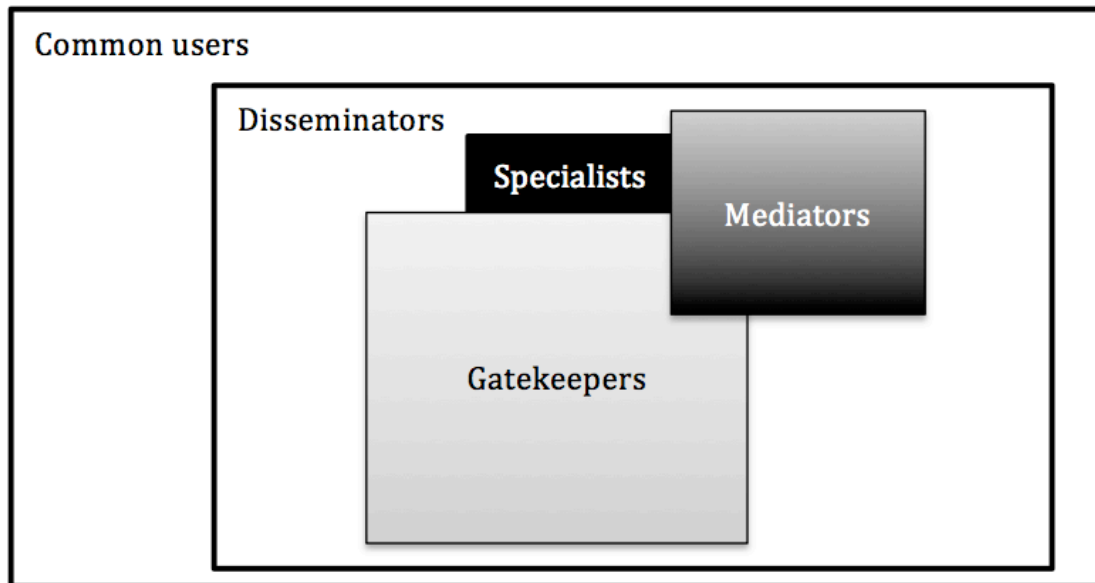 Common users
Disseminators
Specialists
Mediators
Gatekeepers